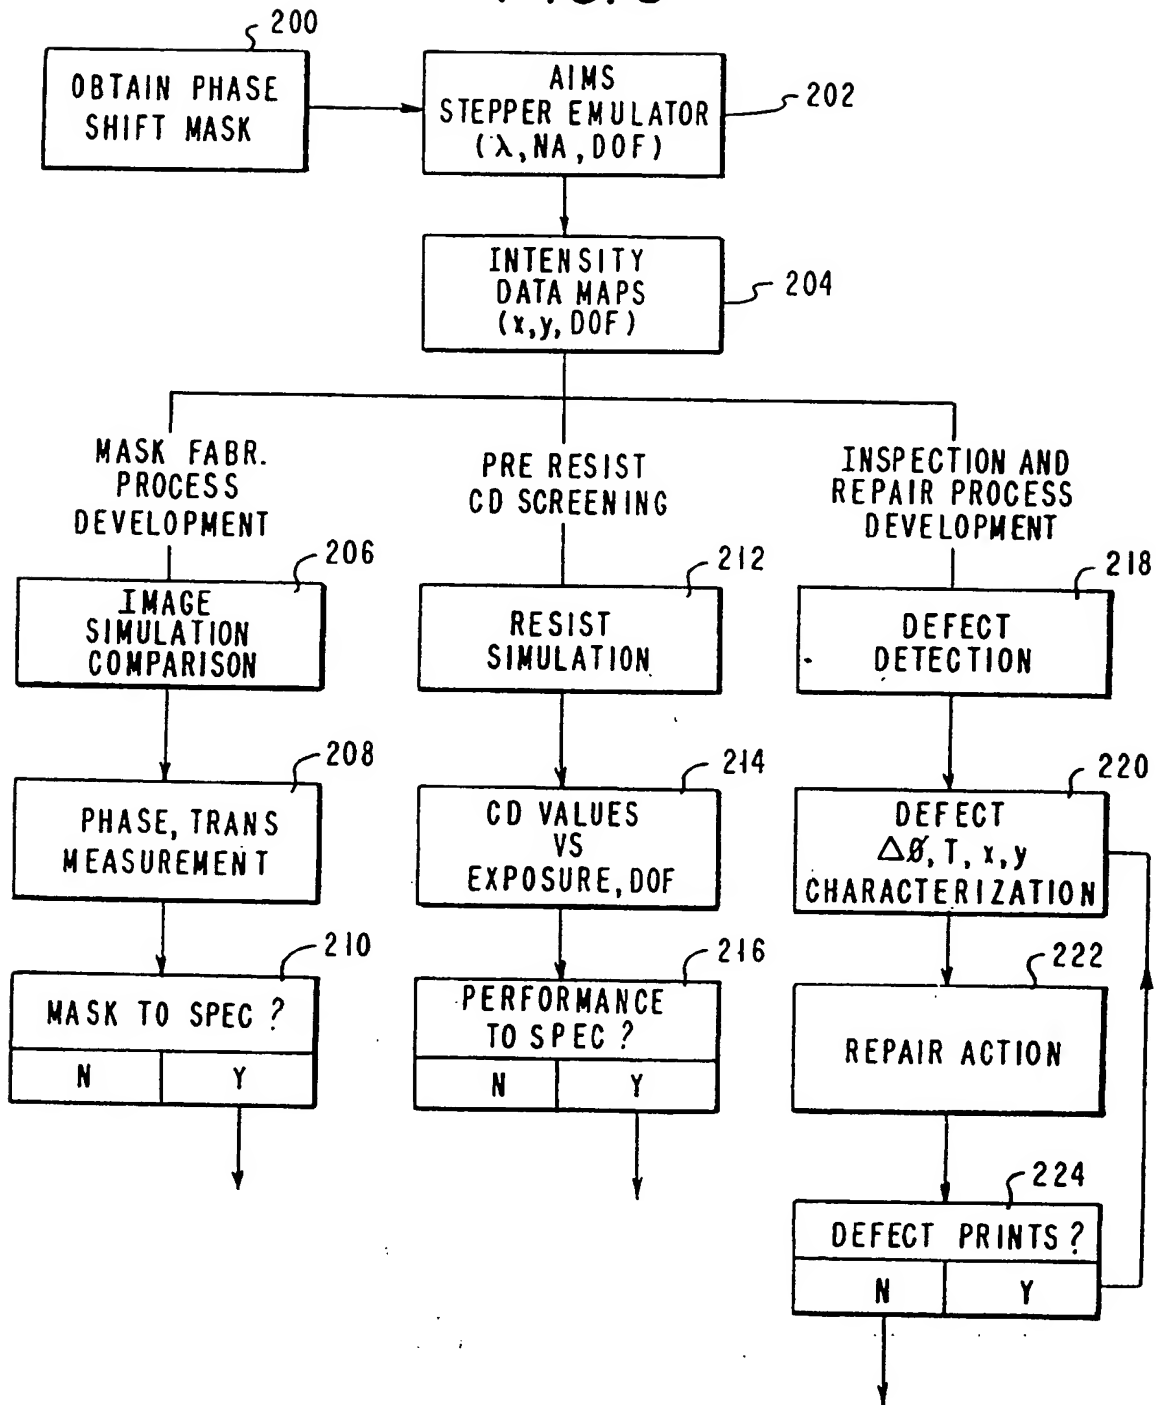 200
OBTAIN PHASE
SHIFT MASK
AIMS
STEPPER EMULATOR
(λ, NA, DOF)
202
INTENSITY
DATA MAPS
(x, y, DOF)
204
MASK FABR.
PROCESS
DEVELOPMENT
206
IMAGE
SIMULATION
COMPARISON
208
PHASE, TRANS
MEASUREMENT
210
MASK TO SPEC ?
N
Y
PRE RESIST
CD SCREENING
212
RESIST
SIMULATION
214
CD VALUES
VS
EXPOSURE, DOF
216
PERFORMANCE
TO SPEC ?
N
Y
INSPECTION AND
REPAIR PROCESS
DEVELOPMENT
218
DEFECT
DETECTION
220
DEFECT
ΔØ, T, x, y
CHARACTERIZATION
222
REPAIR ACTION
224
DEFECT PRINTS ?
N
Y